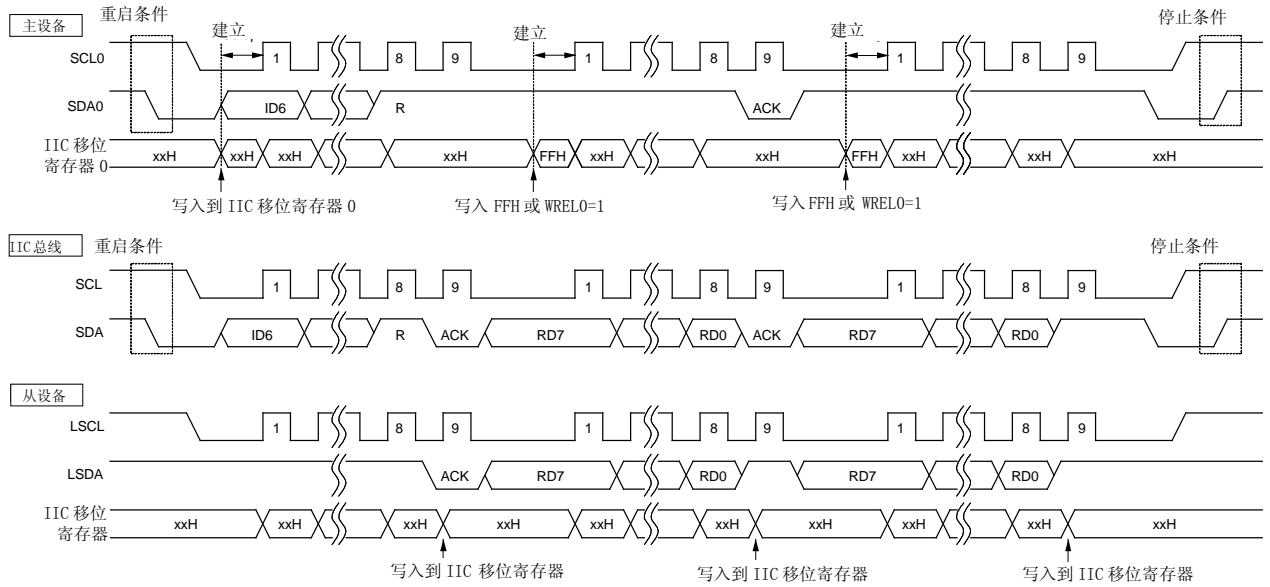 主设备 重启条件 停止条件
建立 建立 建立
SCL0 1 8 9 1 8 9 1 8 9
SDA0 ID6 R ACK
IIC 移位
寄存器 0
xxH xxH xxH xxH FFH xxH xxH FFH xxH xxH xxH
写入到 IIC 移位寄存器 0 写入 FFH 或 WREL0=1 写入 FFH 或 WREL0=1
IIC 总线 重启条件 停止条件
SCL 1 8 9 1 8 9 1 8 9
SDA ID6 R ACK RD7 RD0 ACK RD7 RD0
从设备
LSCL 1 8 9 1 8 9 1 8 9
LSDA ACK RD7 RD0 RD7 RD0
IIC 移位
寄存器
xxH xxH xxH xxH xxH xxH xxH xxH xxH xxH
写入到 IIC 移位寄存器 写入到 IIC 移位寄存器 写入到 IIC 移位寄存器